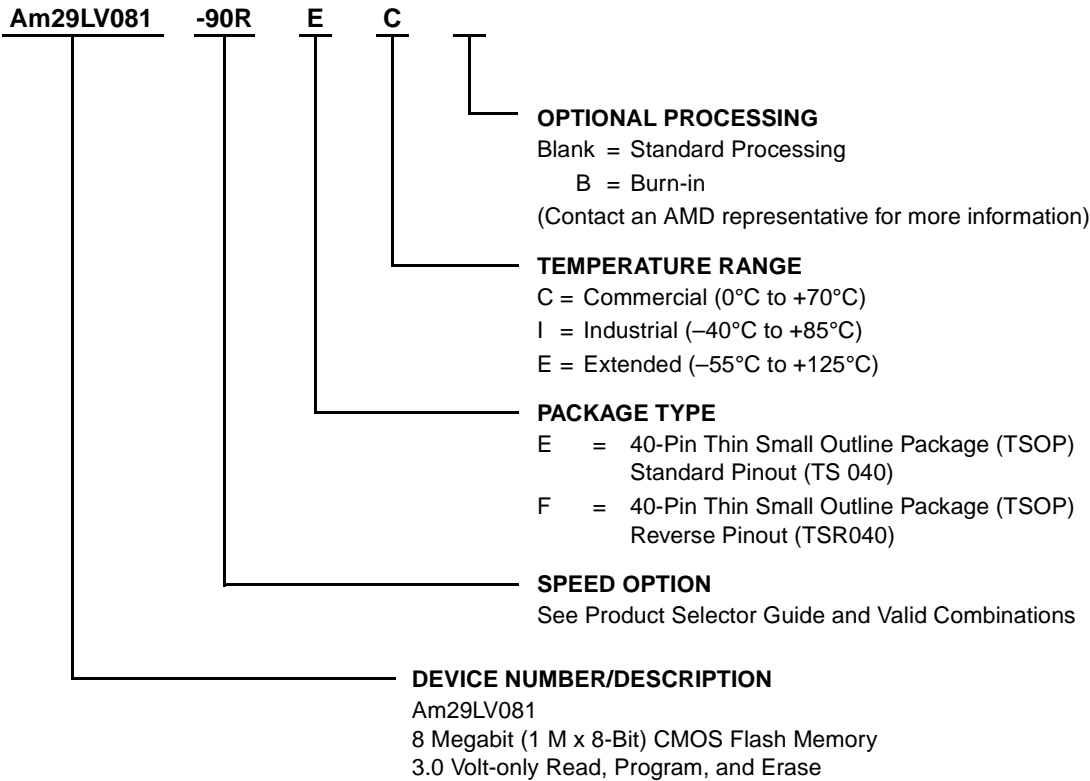 Am29LV081 -90R E C
OPTIONAL PROCESSING
Blank = Standard Processing
B = Burn-in
(Contact an AMD representative for more information)
TEMPERATURE RANGE
C = Commercial (0°C to +70°C)
I = Industrial (–40°C to +85°C)
E = Extended (–55°C to +125°C)
PACKAGE TYPE
E = 40-Pin Thin Small Outline Package (TSOP)
Standard Pinout (TS 040)
F = 40-Pin Thin Small Outline Package (TSOP)
Reverse Pinout (TSR040)
SPEED OPTION
See Product Selector Guide and Valid Combinations
DEVICE NUMBER/DESCRIPTION
Am29LV081
8 Megabit (1 M x 8-Bit) CMOS Flash Memory
3.0 Volt-only Read, Program, and Erase